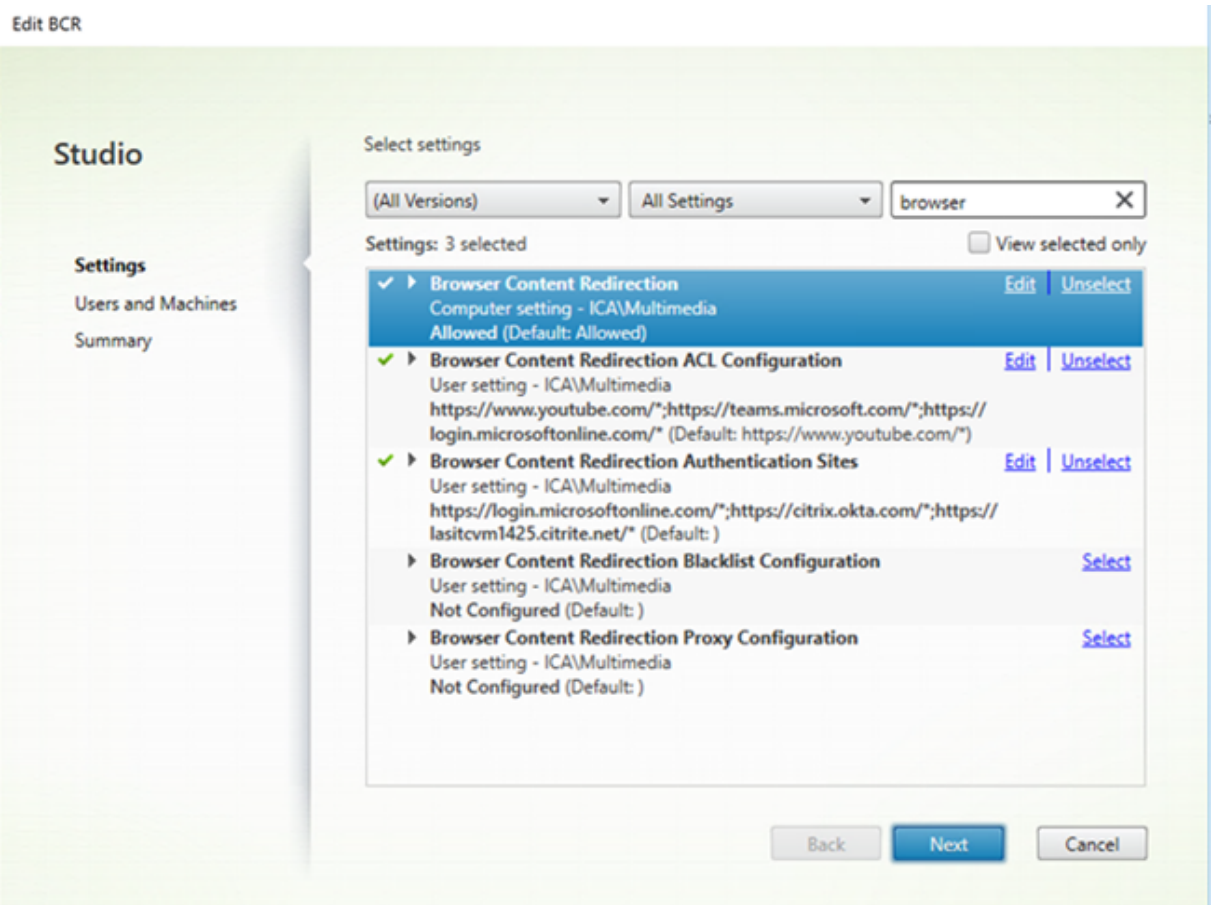 Edit BCR
Studio
Select settings
(All Versions) All Settings browser
Settings: 3 selected View selected only
Settings
Users and Machines
Summary
Browser Content Redirection Edit Unselect
Computer setting - ICA\Multimedia
Allowed (Default: Allowed)
Browser Content Redirection ACL Configuration Edit Unselect
User setting - ICA\Multimedia
https://www.youtube.com/*;https://teams.microsoft.com/*;https://
login.microsoftonline.com/* (Default: https://www.youtube.com/*)
Browser Content Redirection Authentication Sites Edit Unselect
User setting - ICA\Multimedia
https://login.microsoftonline.com/*;https://citrix.okta.com/*;https://
lasitcvm1425.citrite.net/* (Default: )
Browser Content Redirection Blacklist Configuration Select
User setting - ICA\Multimedia
Not Configured (Default: )
Browser Content Redirection Proxy Configuration Select
User setting - ICA\Multimedia
Not Configured (Default: )
Back Next Cancel